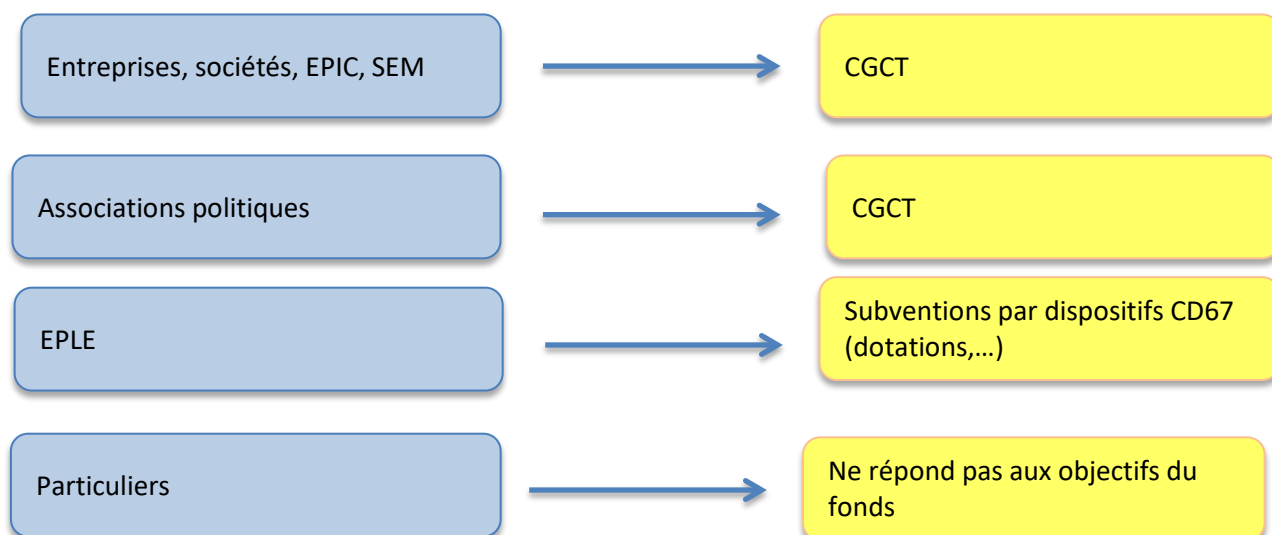 Entreprises, sociétés, EPIC, SEM
CGCT
Associations politiques
CGCT
EPLE
Subventions par dispositifs CD67
(dotations,...)
Particuliers
Ne répond pas aux objectifs du
fonds